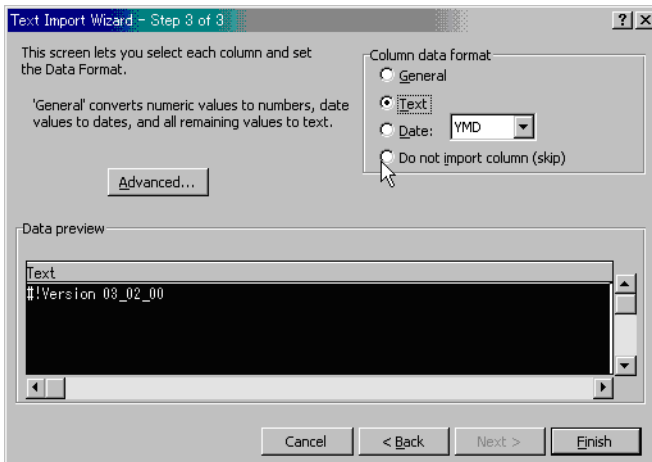 Text Import Wizard - Step 3 of 3
This screen lets you select each column and set
the Data Format.
'General' converts numeric values to numbers, date
values to dates, and all remaining values to text.
Advanced...
Column data format
General
Text
Date: YMD
Do not import column (skip)
Data preview
Text
#!Version 03_02_00
Cancel
< Back
Next >
Finish